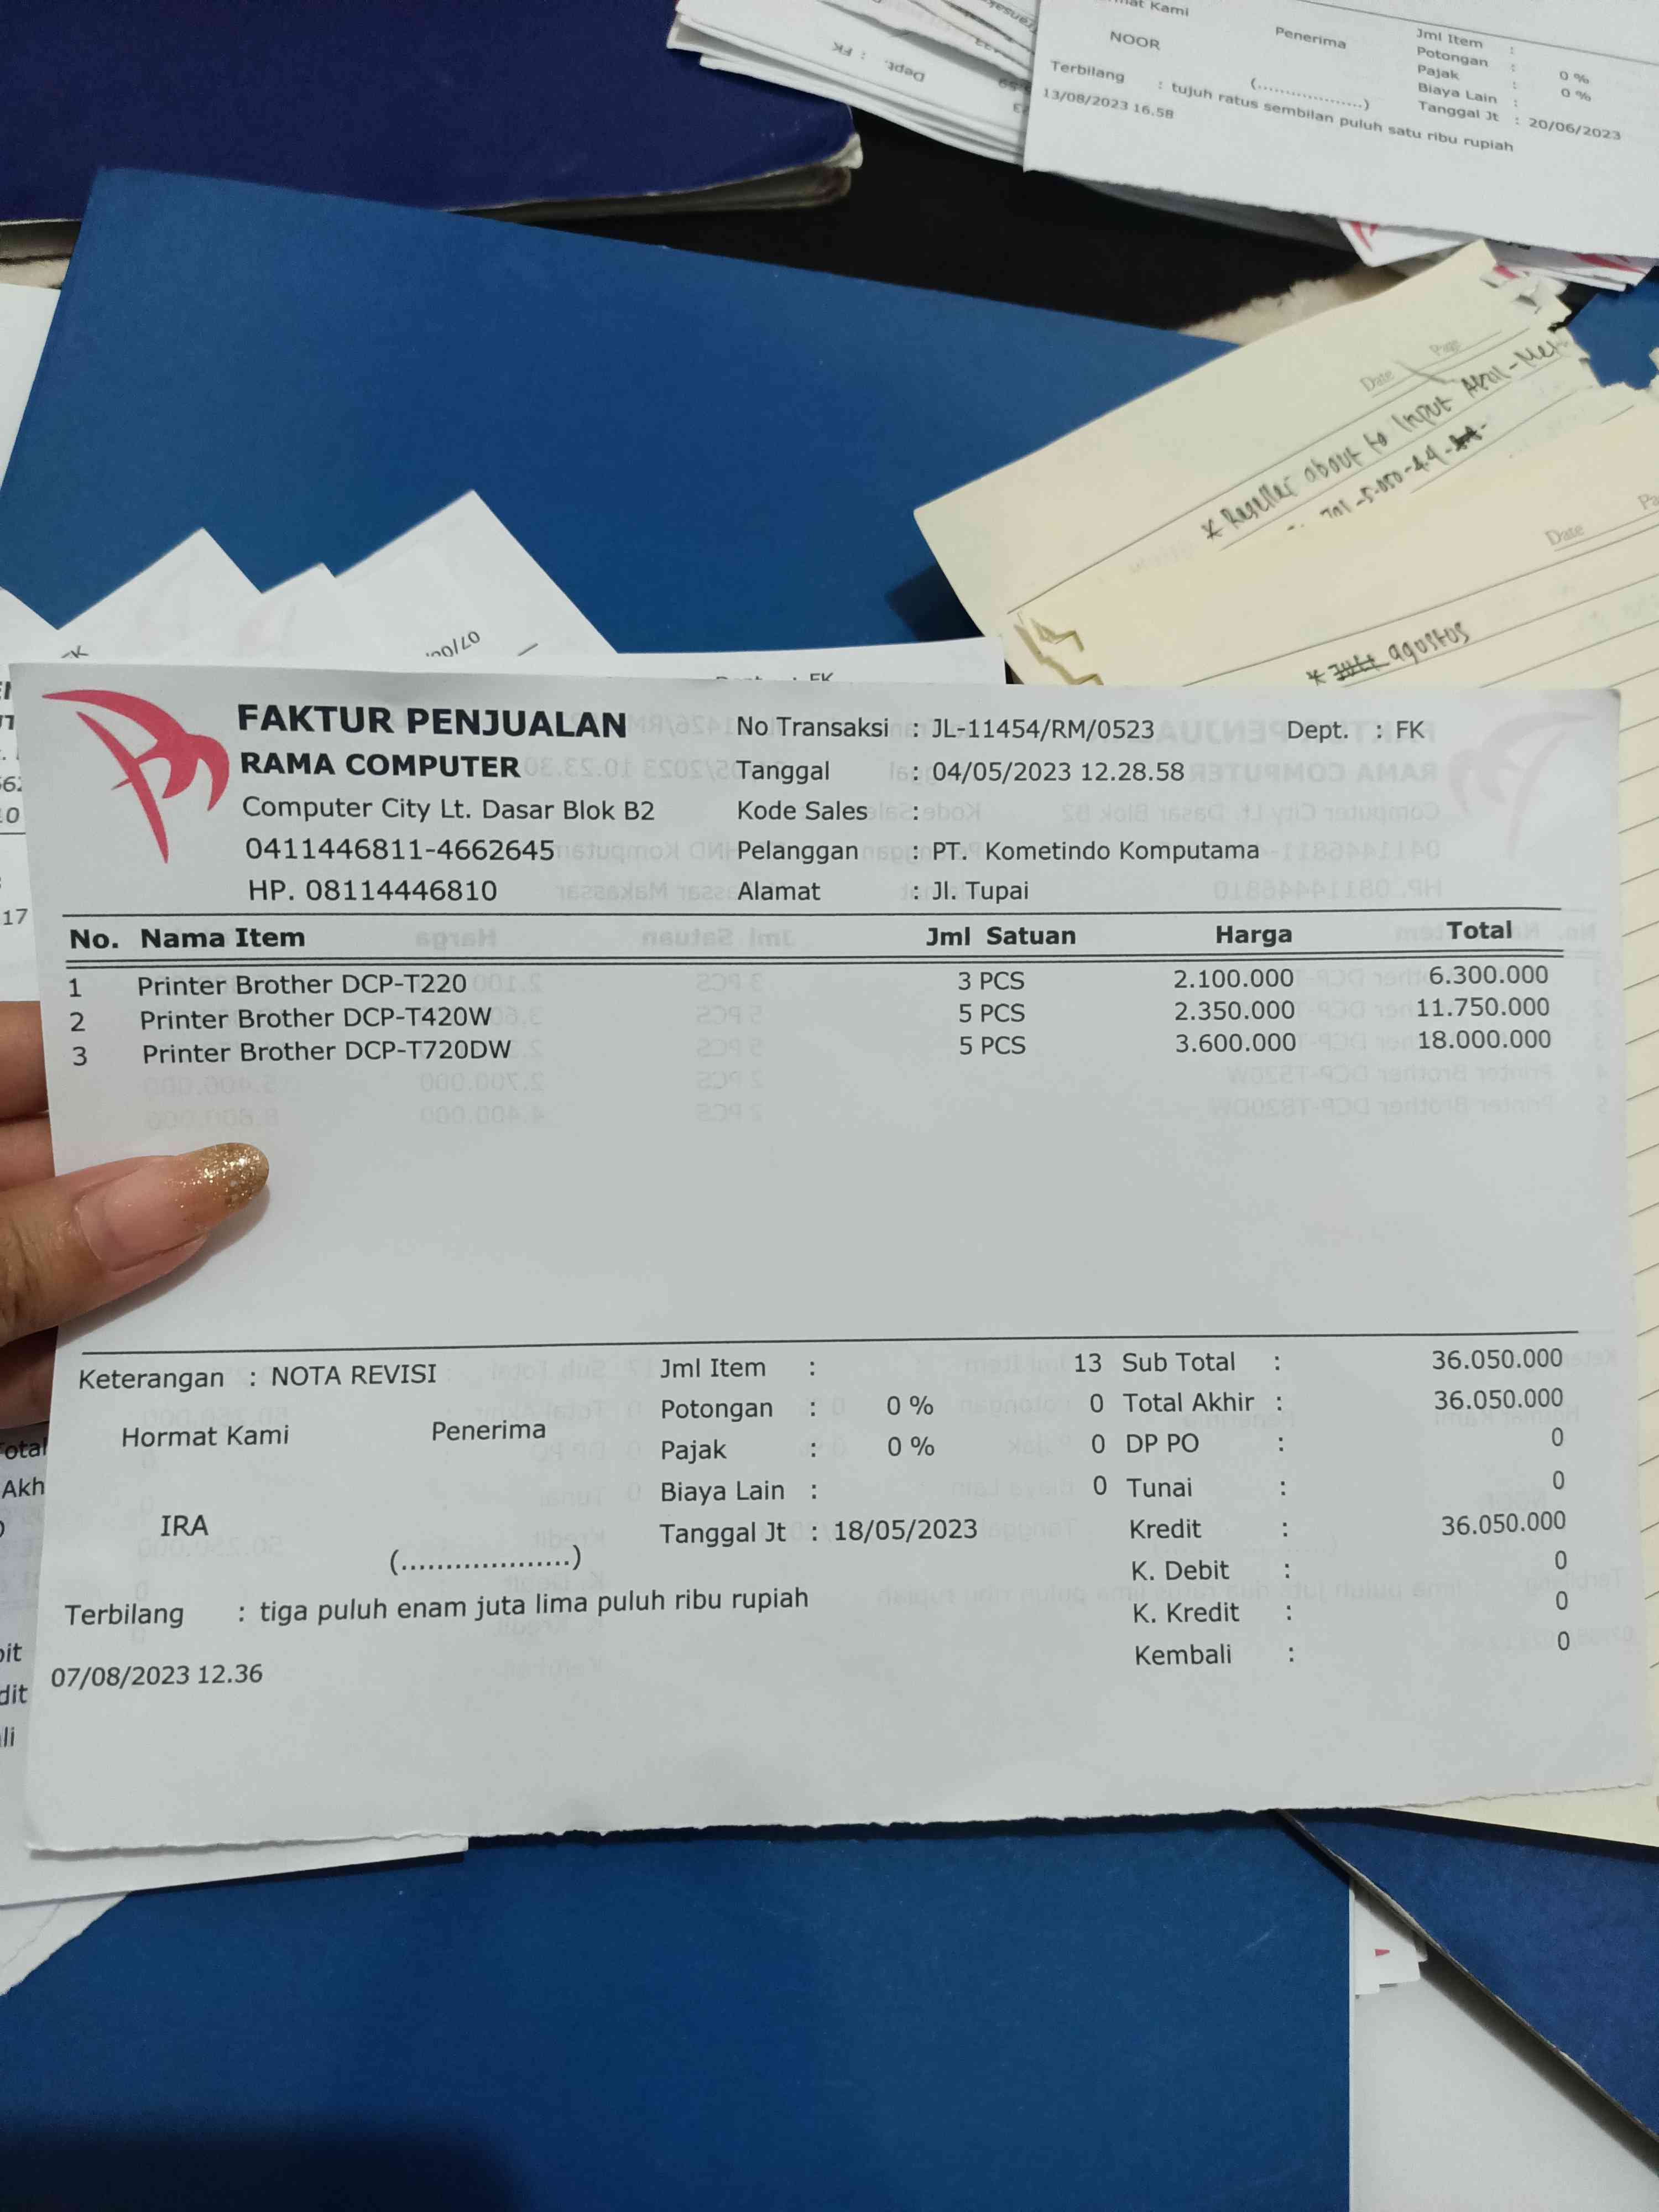 mat Kami
NOOR
Penerima
Jml Item :
Potongan : 0 %
Pajak : 0 %
Biaya Lain :
(....................)
Tanggal Jt : 20/06/2023
Terbilang : tujuh ratus sembilan puluh satu ribu rupiah
13/08/2023 16.58
Dept. : FK
Date
Page
* Reseller about to Input
Date
* agustus
FAKTUR PENJUALAN
RAMA COMPUTER
Computer City Lt. Dasar Blok B2
0411446811-4662645
HP. 08114446810
No Transaksi : JL-11454/RM/0523
Dept. : FK
Tanggal : 04/05/2023 12.28.58
Kode Sales :
Pelanggan : PT. Kometindo Komputama
Alamat : Jl. Tupai
No. Nama Item Jml Satuan Harga Total
1 Printer Brother DCP-T220 3 PCS 2.100.000 6.300.000
2 Printer Brother DCP-T420W 5 PCS 2.350.000 11.750.000
3 Printer Brother DCP-T720DW 5 PCS 3.600.000 18.000.000
Keterangan : NOTA REVISI
Hormat Kami
Penerima
IRA
(...................)
Jml Item : 13
Potongan : 0 % 0
Pajak : 0 % 0
Biaya Lain : 0
Tanggal Jt : 18/05/2023
Sub Total : 36.050.000
Total Akhir : 36.050.000
DP PO : 0
Tunai : 0
Kredit : 36.050.000
K. Debit : 0
K. Kredit : 0
Kembali : 0
Terbilang : tiga puluh enam juta lima puluh ribu rupiah
07/08/2023 12.36